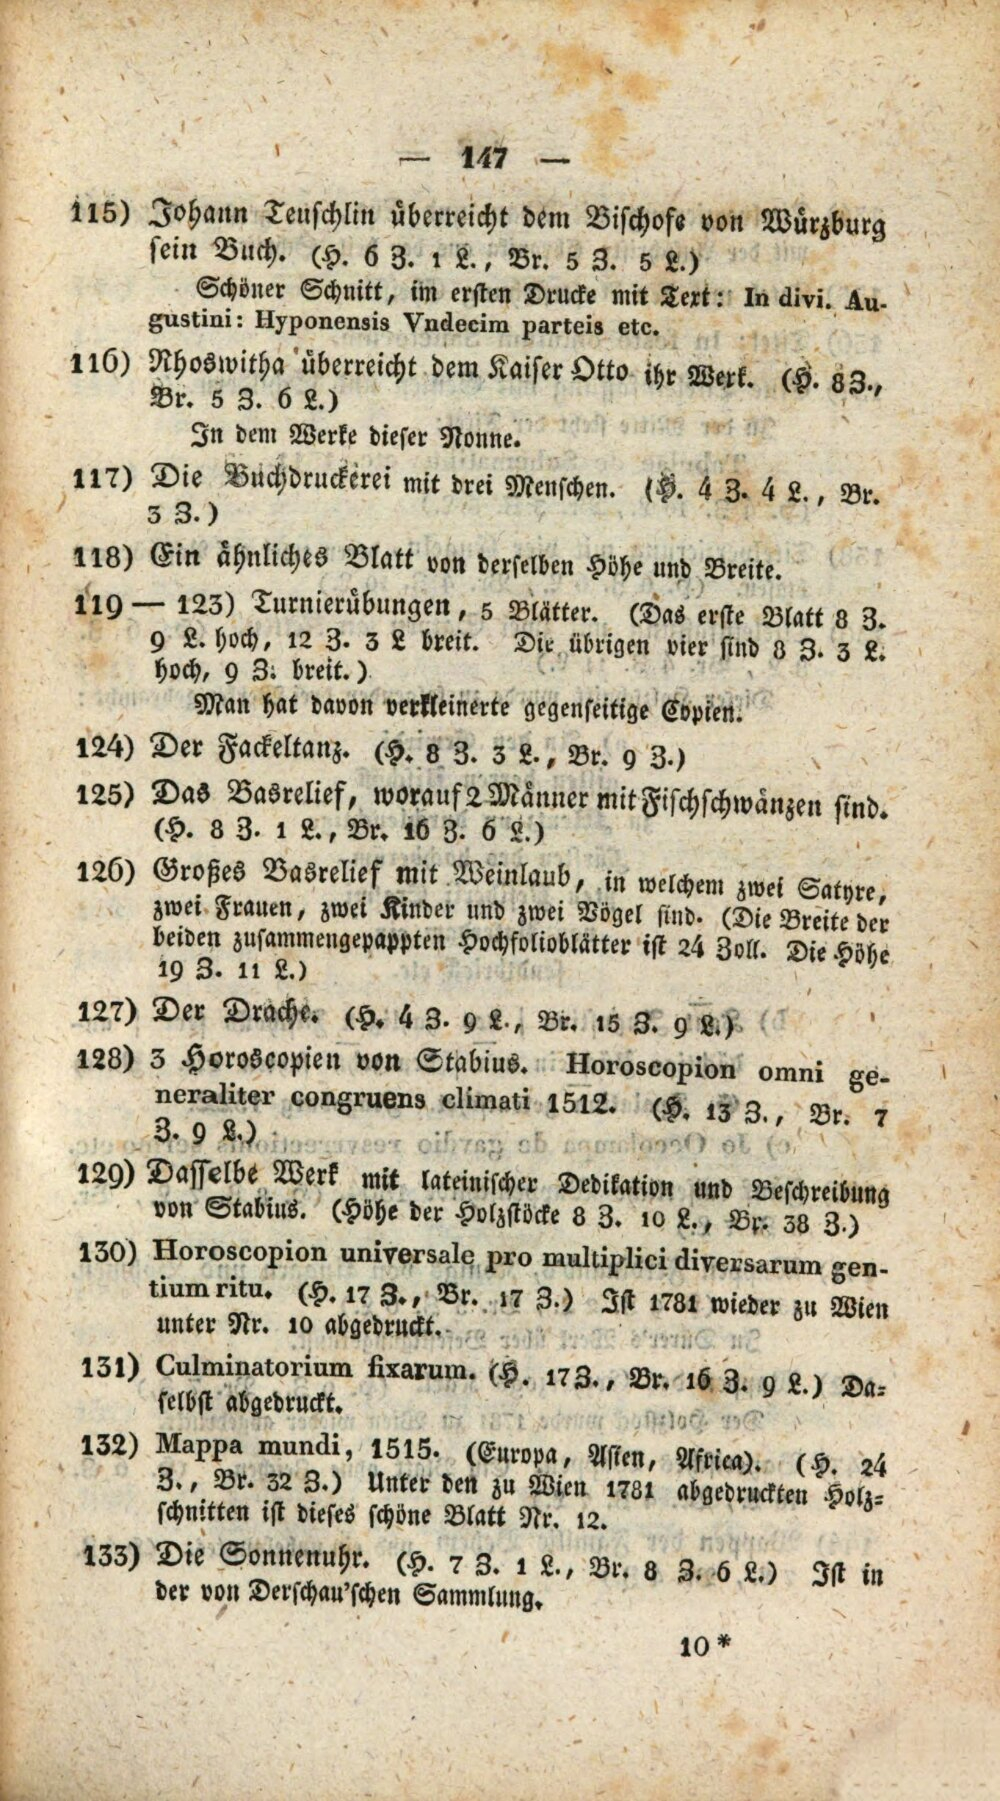 — 147 —
115) Johann Teuschlin überreicht dem Bischofe von Würzburg
sein Buch. (H. 6 Z. 1 L., Br. 5 Z. 5 L.)
Schöner Schnitt, im ersten Drucke mit Text: In divi. Au-
gustini: Hyponensis Vndecim parteis etc.
116) Rhoswitha überreicht dem Kaiser Otto ihr Werk. (H. 8 Z.,
Br. 5 Z. 6 L.)
In dem Werke dieser Nonne.
117) Die Buchdruckerei mit drei Menschen. (H. 4 Z. 4 L., Br.
3 Z.)
118) Ein ähnliches Blatt von derselben Höhe und Breite.
119 — 123) Turnierübungen, 5 Blätter. (Das erste Blatt 8 Z.
9 L. hoch, 12 Z. 3 L breit. Die übrigen vier sind 8 Z. 3 L.
hoch, 9 Z. breit.)
Man hat davon verkleinerte gegenseitige Copien.
124) Der Fackeltanz. (H. 8 Z. 3 L., Br. 9 Z.)
125) Das Basrelief, worauf 2 Männer mit Fischschwänzen sind.
(H. 8 Z. 1 L., Br. 16 Z. 6 L.)
126) Großes Basrelief mit Weinlaub, in welchem zwei Satyre,
zwei Frauen, zwei Kinder und zwei Vögel sind. (Die Breite der
beiden zusammengepappten Hochfolioblätter ist 24 Zoll. Die Höhe
19 Z. 11 L.)
127) Der Drache. (H. 4 Z. 9 L., Br. 15 Z. 9 L.)
128) 3 Horoscopien von Stabius. Horoscopion omni ge-
neraliter congruens climati 1512. (H. 13 Z., Br. 7
Z. 9 L.)
129) Dasselbe Werk mit lateinischer Dedikation und Beschreibung
von Stabius. (Höhe der Holzstöcke 8 Z. 10 L., Br. 38 Z.)
130) Horoscopion universale pro multiplici diversarum gen-
tium ritu. (H. 17 Z., Br. 17 Z.) Ist 1781 wieder zu Wien
unter Nr. 10 abgedruckt.
131) Culminatorium fixarum. (H. 17 Z., Br. 16 Z. 9 L.) Da-
selbst abgedruckt.
132) Mappa mundi, 1515. (Europa, Asien, Africa). (H. 24
Z., Br. 32 Z.) Unter den zu Wien 1781 abgedruckten Holz-
schnitten ist dieses schöne Blatt Nr. 12.
133) Die Sonnenuhr. (H. 7 Z. 1 L., Br. 8 Z. 6 L.) Ist in
der von Derschau'schen Sammlung.
10*